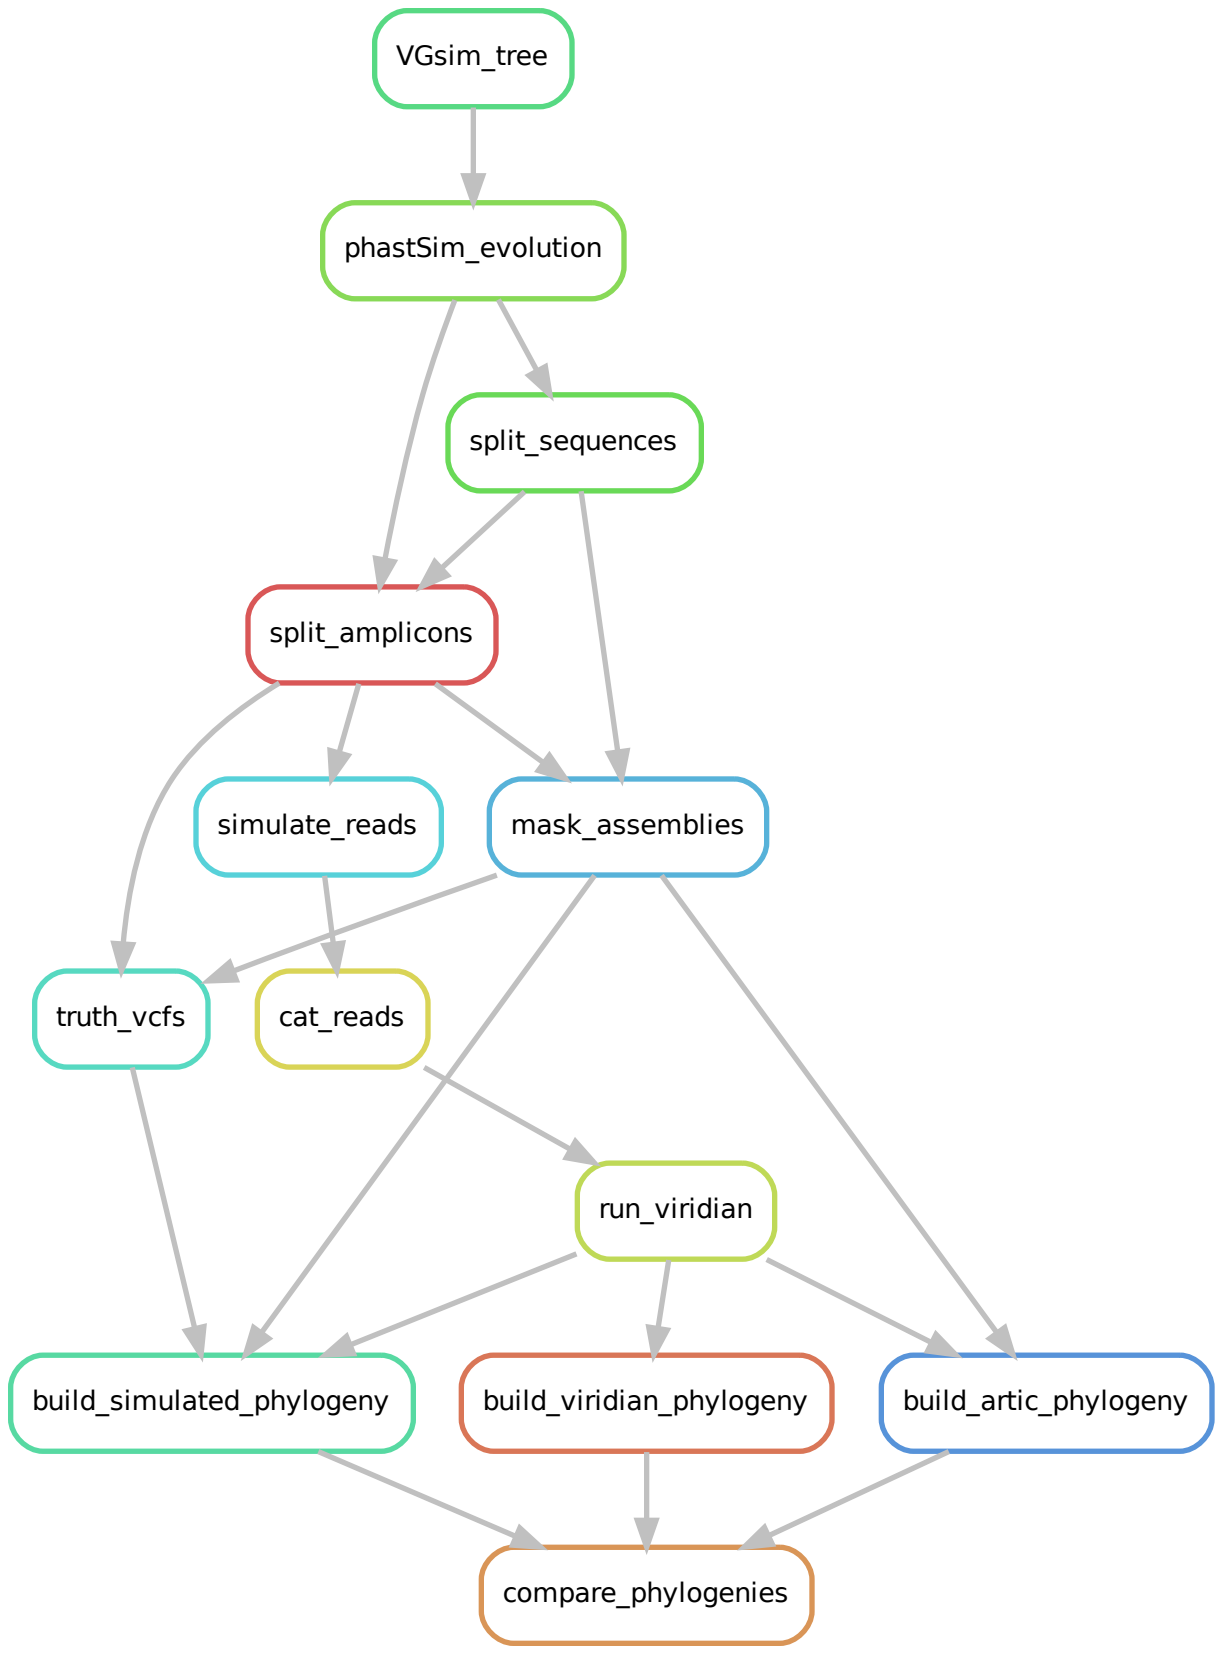 VGsim_tree
phastSim_evolution
split_sequences
split_amplicons
simulate_reads
mask_assemblies
truth_vcfs
cat_reads
run_viridian
build_simulated_phylogeny
build_viridian_phylogeny
build_artic_phylogeny
compare_phylogenies